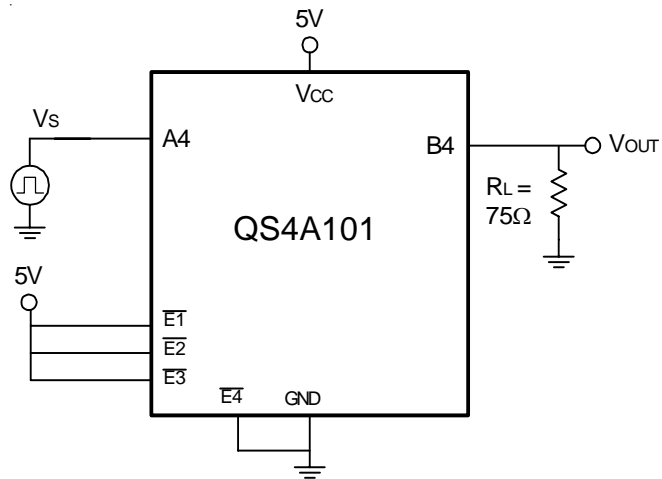 5V
VCC
VS
A4
B4
VOUT
RL =
75Ω
QS4A101
5V
E1
E2
E3
E4
GND